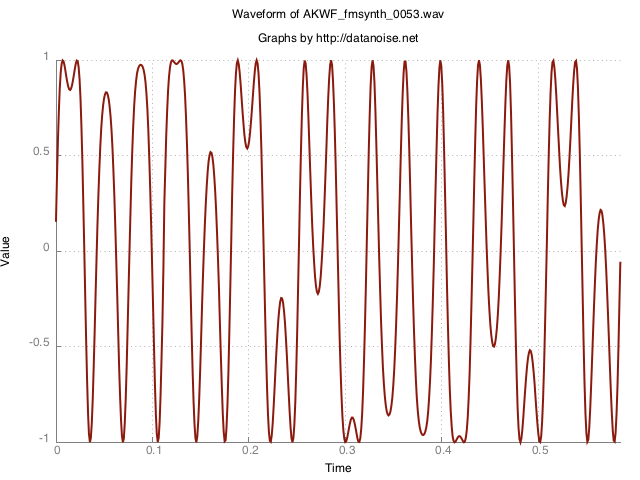 Waveform of AKWF_fmsynth_0053.wav
Graphs by http://datanoise.net
1
0.5
0
-0.5
-1
Value
0 0.1 0.2 0.3 0.4 0.5
Time